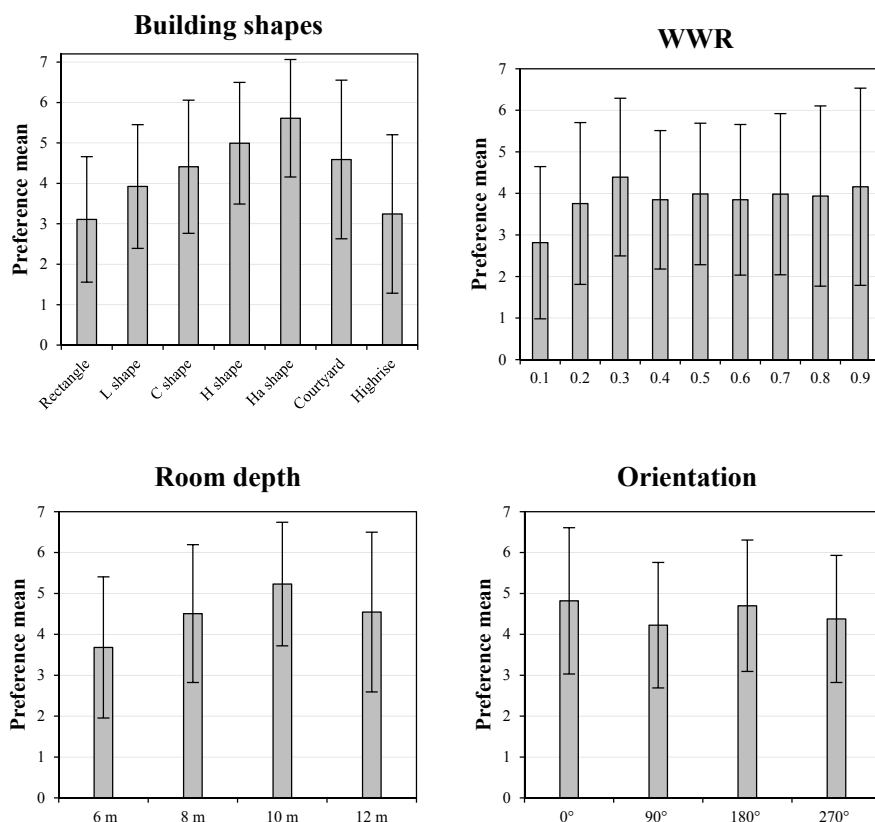 Building shapes
Preference mean
7
6
5
4
3
2
1
0
Rectangle
L shape
C shape
H shape
Ha shape
Courtyard
Highrise
WWR
Preference mean
7
6
5
4
3
2
1
0
0.1 0.2 0.3 0.4 0.5 0.6 0.7 0.8 0.9
Room depth
Preference mean
7
6
5
4
3
2
1
0
6 m 8 m 10 m 12 m
Orientation
Preference mean
7
6
5
4
3
2
1
0
0° 90° 180° 270°